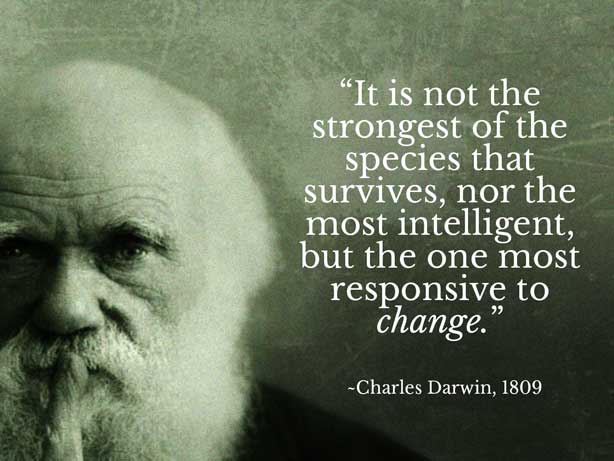 “It is not the
strongest of the
species that
survives, nor the
most intelligent,
but the one most
responsive to
change.”
~Charles Darwin, 1809